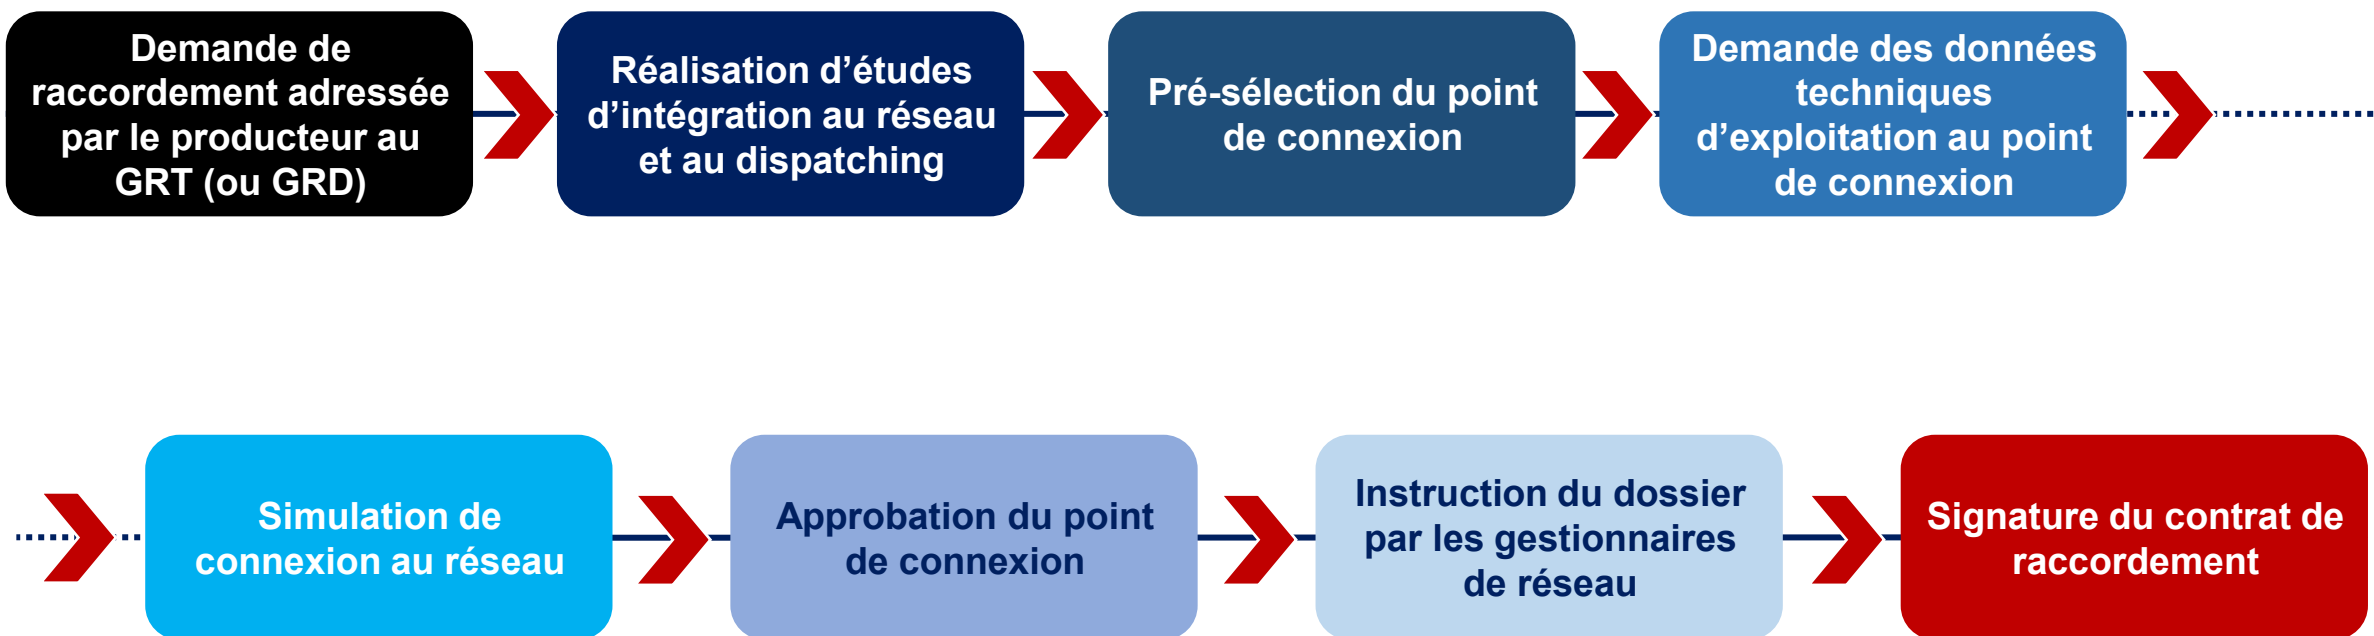 Demande de
raccordement adressée
par le producteur au
GRT (ou GRD)
Réalisation d’études
d’intégration au réseau
et au dispatching
Pré-sélection du point
de connexion
Demande des données
techniques
d’exploitation au point
de connexion
Simulation de
connexion au réseau
Approbation du point
de connexion
Instruction du dossier
par les gestionnaires
de réseau
Signature du contrat de
raccordement